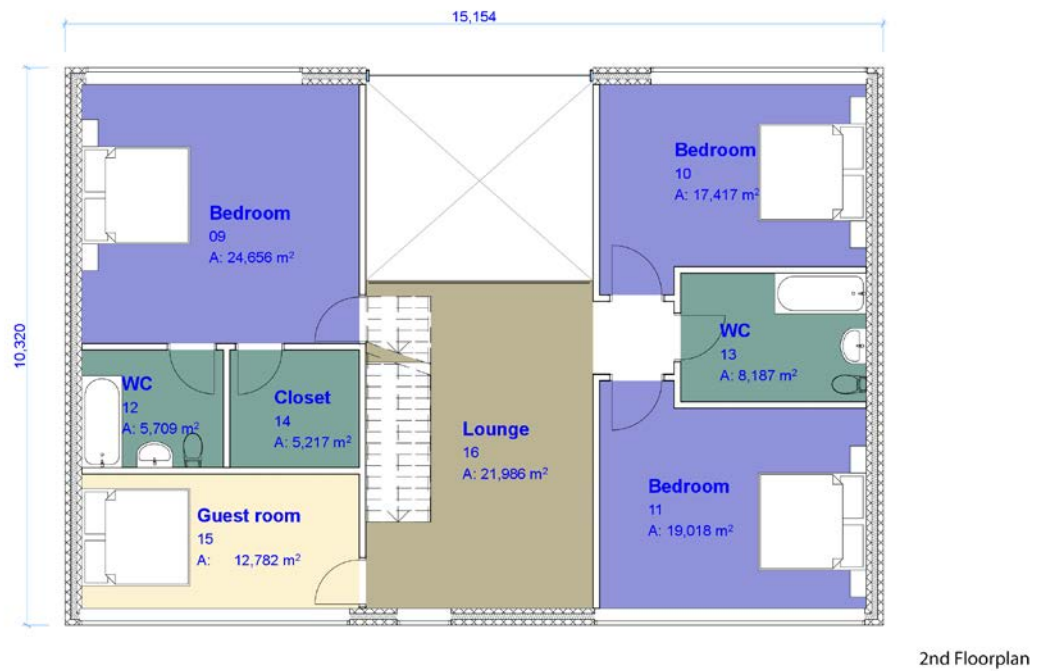 15,154
10,320
Bedroom
09
A: 24,656 m²
Bedroom
10
A: 17,417 m²
WC
13
A: 8,187 m²
WC
12
A: 5,709 m²
Closet
14
A: 5,217 m²
Lounge
16
A: 21,986 m²
Guest room
15
A: 12,782 m²
Bedroom
11
A: 19,018 m²
2nd Floorplan